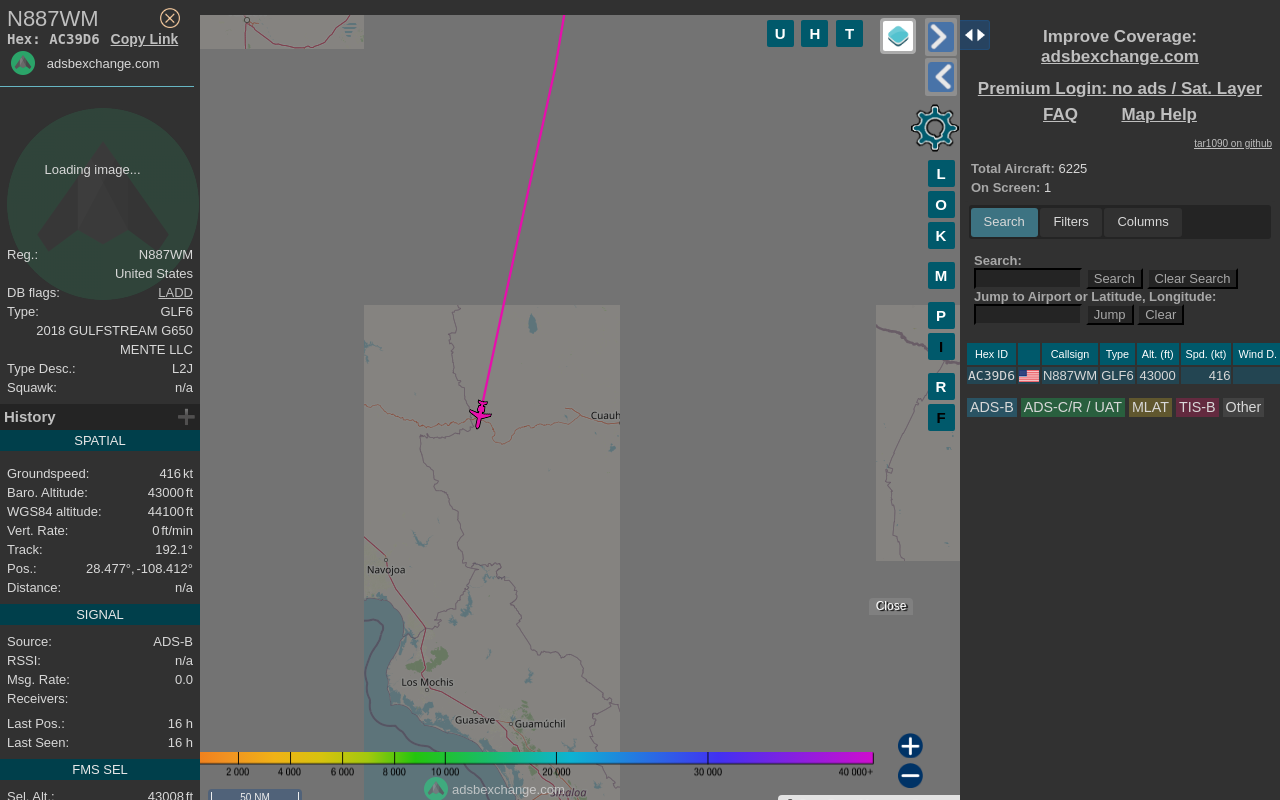 N887WM
Hex: AC39D6 Copy Link
adsbexchange.com
Loading image...
Reg.: N887WM
United States
DB flags: LADD
Type: GLF6
2018 GULFSTREAM G650
MENTE LLC
Type Desc.: L2J
Squawk: n/a
History
SPATIAL
Groundspeed: 416 kt
Baro. Altitude: 43000 ft
WGS84 altitude: 44100 ft
Vert. Rate: 0 ft/min
Track: 192.1°
Pos.: 28.477°, -108.412°
Distance: n/a
SIGNAL
Source: ADS-B
RSSI: n/a
Msg. Rate: 0.0
Receivers:
Last Pos.: 16 h
Last Seen: 16 h
FMS SEL
Sel. Alt.: 43008 ft
U H T
L
O
K
M
P
I
R
F
Cuauh
Navojoa
Los Mochis
Guasave
Guamúchil
Close
2 000 4 000 6 000 8 000 10 000 20 000 30 000 40 000+
adsbexchange.com
Sinaloa
50 NM
Improve Coverage:
adsbexchange.com
Premium Login: no ads / Sat. Layer
FAQ Map Help
tar1090 on github
Total Aircraft: 6225
On Screen: 1
Search Filters Columns
Search:
Search Clear Search
Jump to Airport or Latitude, Longitude:
Jump Clear
Hex ID Callsign Type Alt. (ft) Spd. (kt) Wind D.
AC39D6 N887WM GLF6 43000 416
ADS-B ADS-C/R / UAT MLAT TIS-B Other